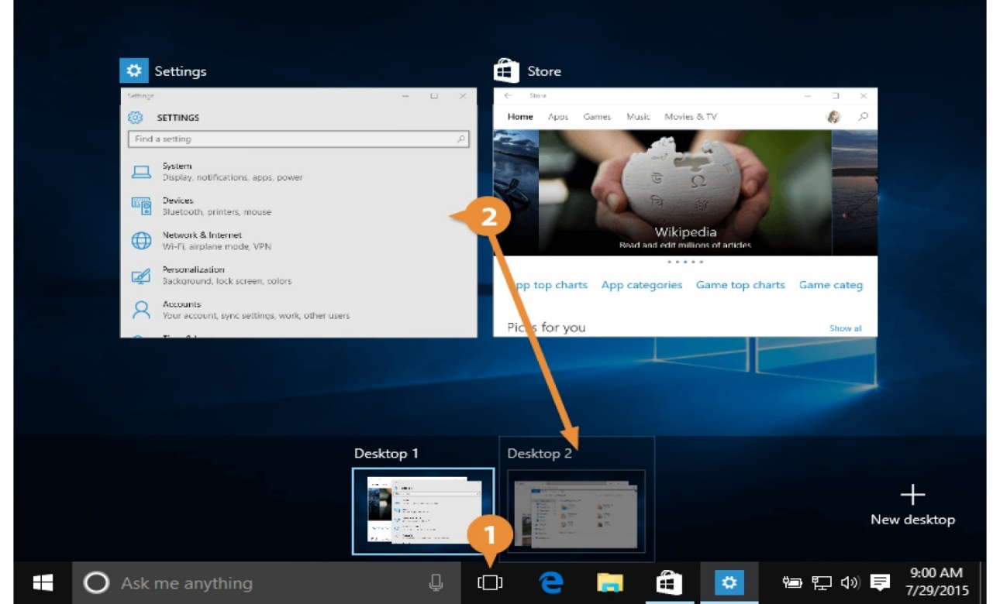 Settings
Store
Settings
SETTINGS
Find a setting
System
Display, notifications, apps, power
Devices
Bluetooth, printers, mouse
Network & Internet
Wi-Fi, airplane mode, VPN
Personalization
Background, lock screen, colors
Accounts
Your account, sync settings, work, other users
Store
Home Apps Games Music Movies & TV
Wikipedia
Read and edit millions of articles
App top charts App categories Game top charts Game categ
Picks for you
Show all
2
Desktop 1
Desktop 2
1
New desktop
Ask me anything
9:00 AM
7/29/2015